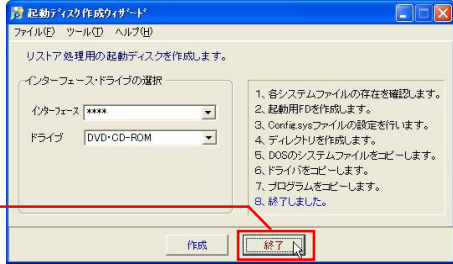 起動ディスク作成ウィザード
ファイル(F) ツール(T) ヘルプ(H)
リストア処理用の起動ディスクを作成します。
インターフェース・ドライブの選択
インターフェース ****
ドライブ DVD・CD-ROM
1、各システムファイルの存在を確認します。
2、起動用FDを作成します。
3、Config.sysファイルの設定を行います。
4、ディレクトリを作成します。
5、DOSのシステムファイルをコピーします。
6、ドライバをコピーします。
7、プログラムをコピーします。
8、終了しました。
作成 終了